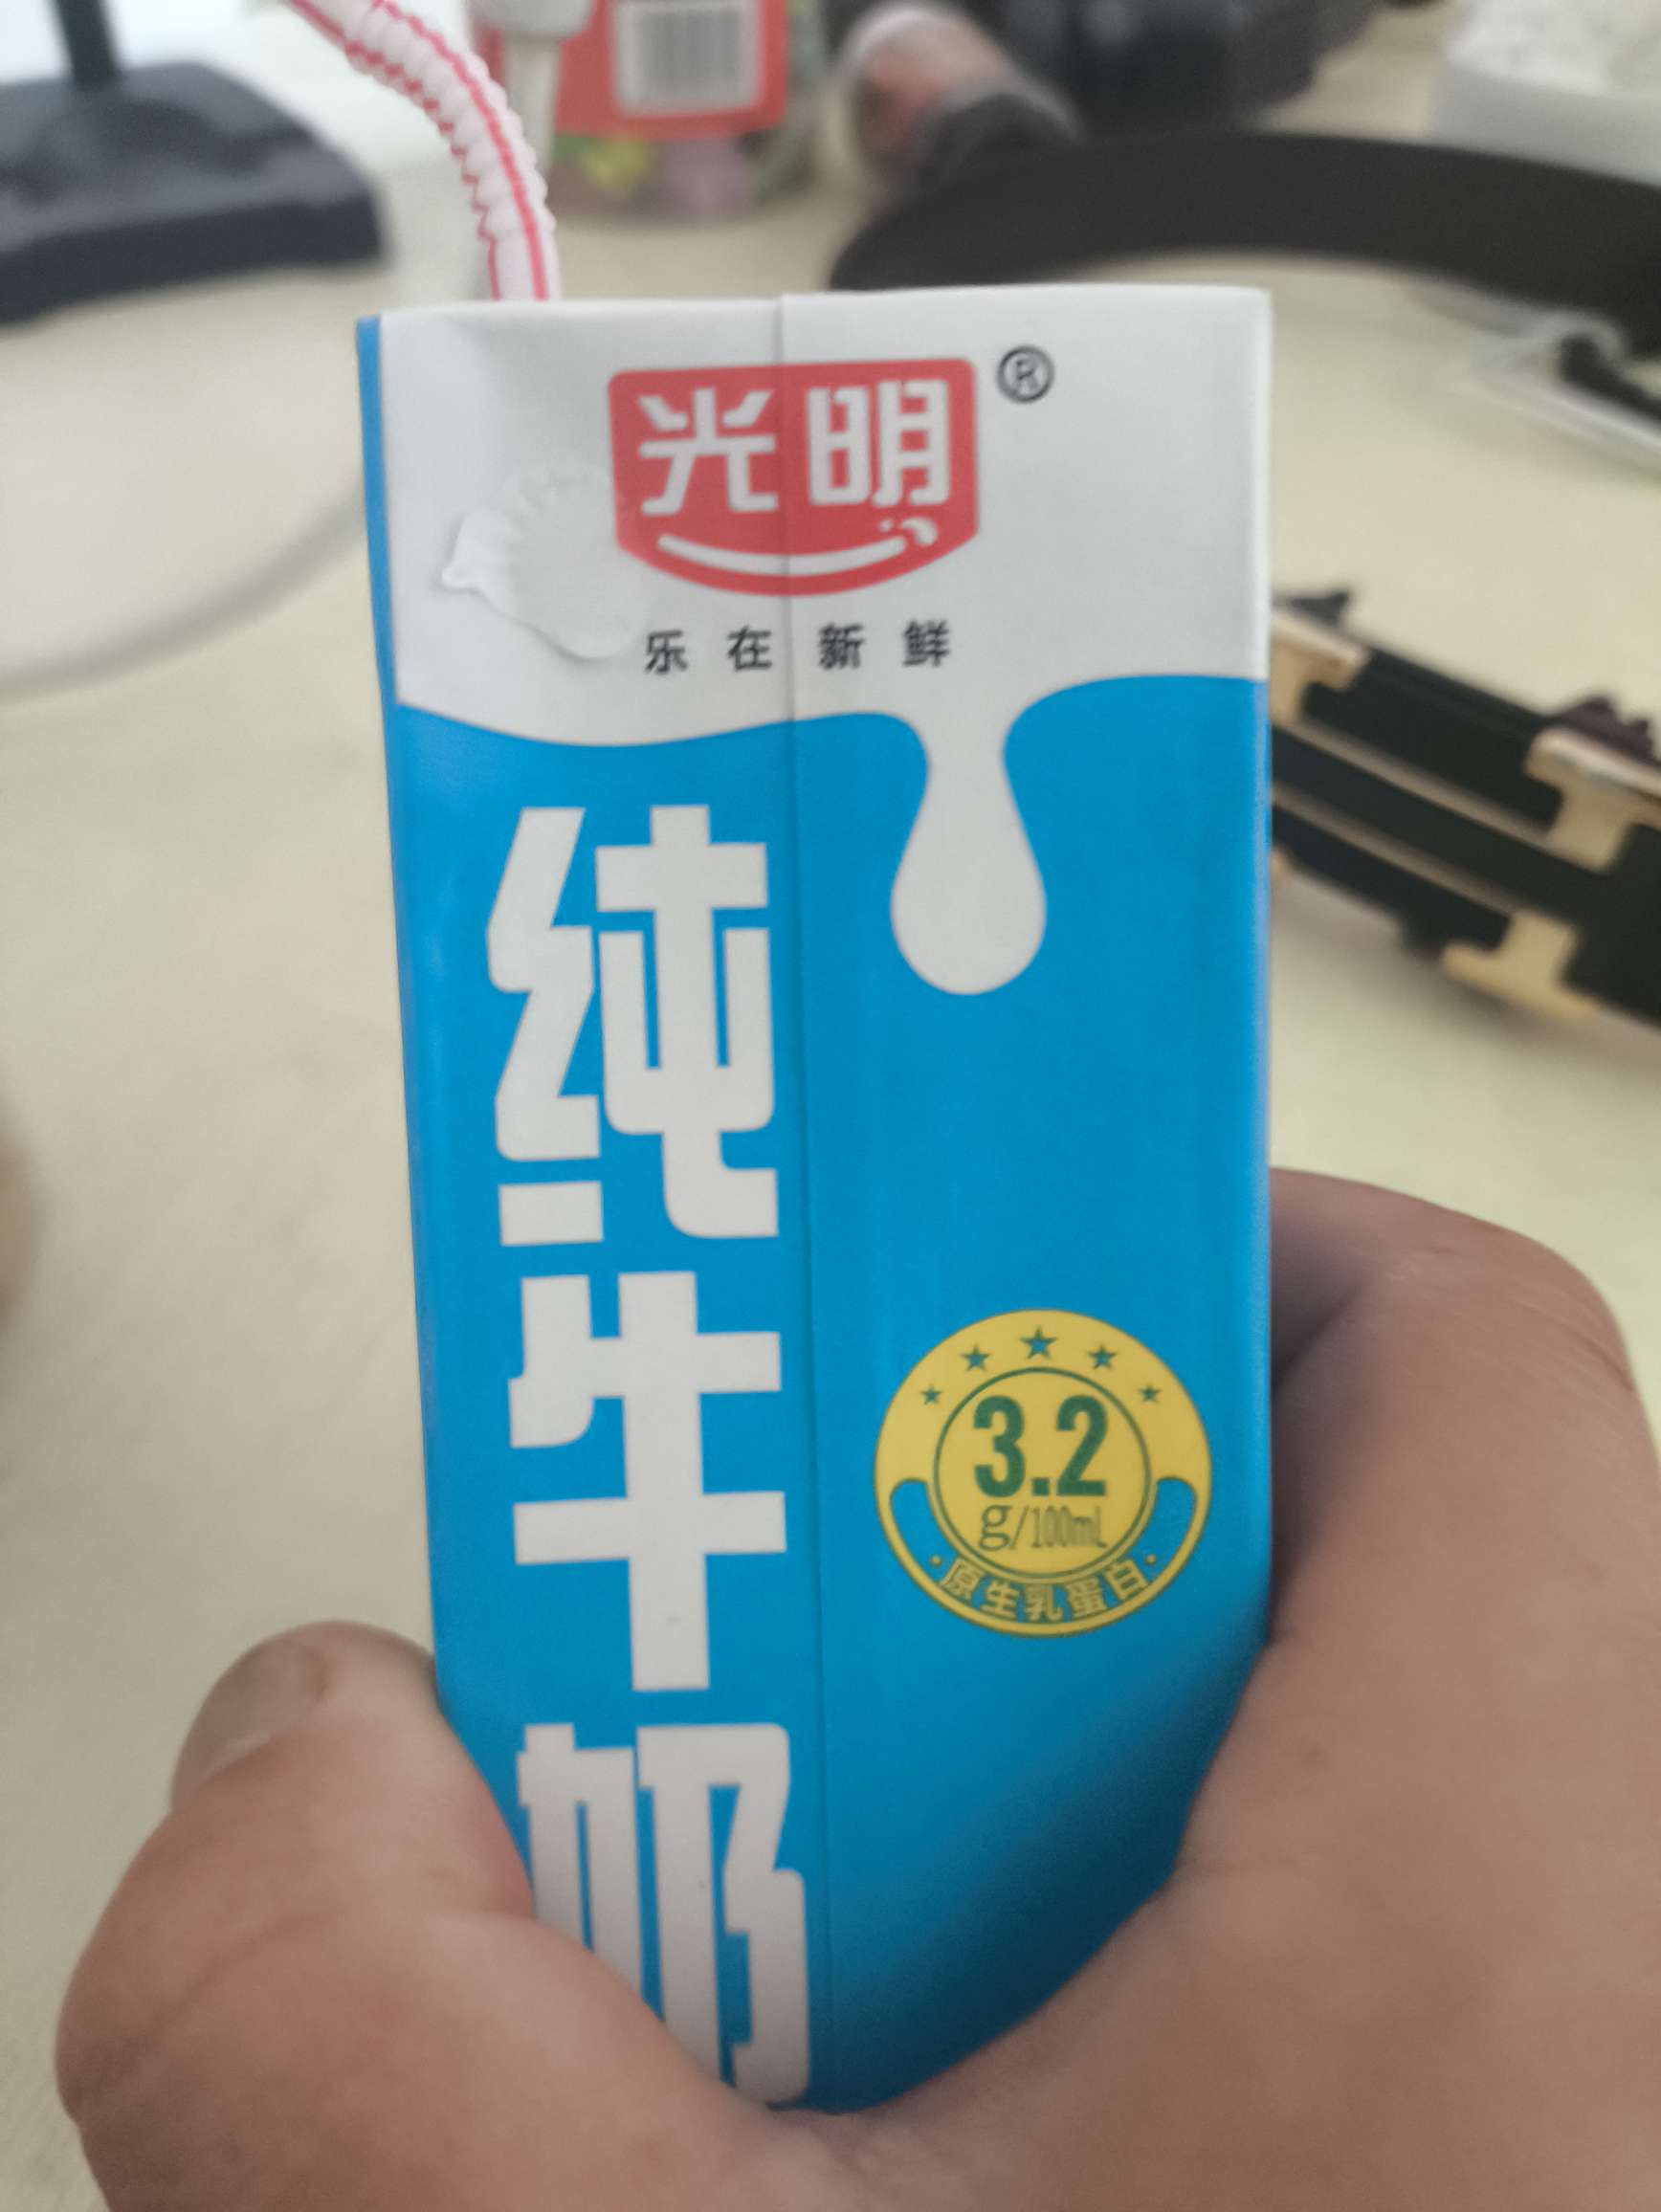 光明®
乐在新鲜
纯牛奶
3.2
g/100mL
·原生乳蛋白·